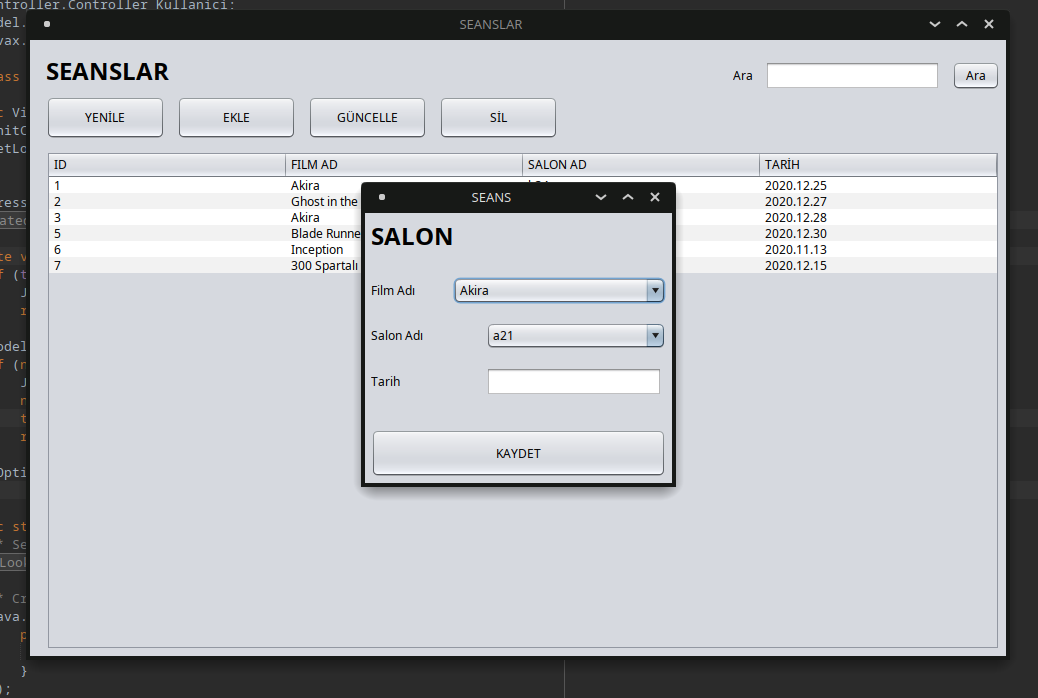 ntroller.Controller_Kullanici;
SEANSLAR
SEANSLAR
Ara
Ara
YENİLE EKLE GÜNCELLE SİL
ID FILM AD SALON AD TARİH
1 Akira 2020.12.25
2 Ghost in the 2020.12.27
3 Akira 2020.12.28
5 Blade Runne 2020.12.30
6 Inception 2020.11.13
7 300 Spartalı 2020.12.15
SEANS
SALON
Film Adı Akira
Salon Adı a21
Tarih
KAYDET
del.
vax.
ass
t Vi
nitC
etLo
ress
ated
te v
f (t
J
r
odel
f (n
J
n
t
r
Opti
t st
* Se
Look
* Cr
ava.
p
}
);